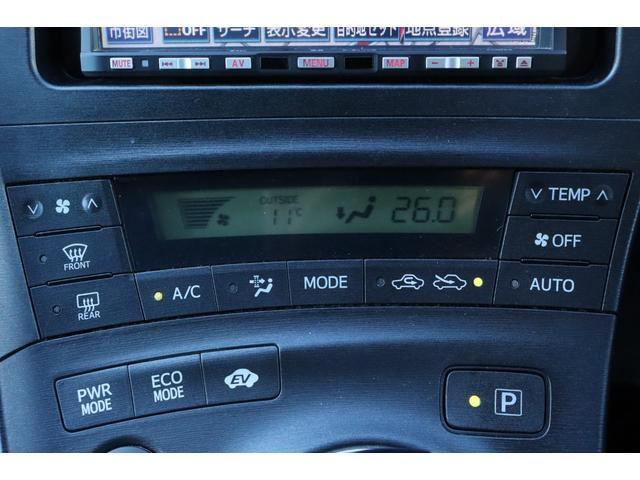 市街図 OFF サーチ 表示変更 目的地セット 地点登録 広域
MUTE AV MENU MAP − +
OUTSIDE
11°C 26.0
TEMP
OFF
FRONT
A/C MODE AUTO
REAR
PWR MODE
ECO MODE
EV
P